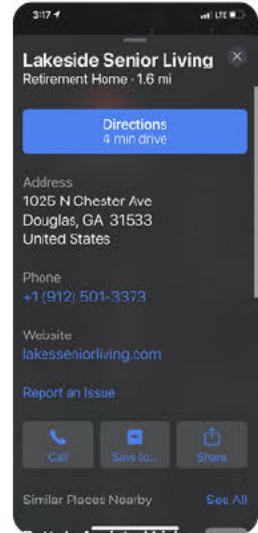 3:17
LTE
Lakeside Senior Living
Retirement Home · 1.6 mi
Directions
4 min drive
Address
1025 N Chester Ave
Douglas, GA 31533
United States
Phone
+1 (912) 501-3373
Website
lakesseniorliving.com
Report an Issue
Call Save to... Share
Similar Places Nearby See All